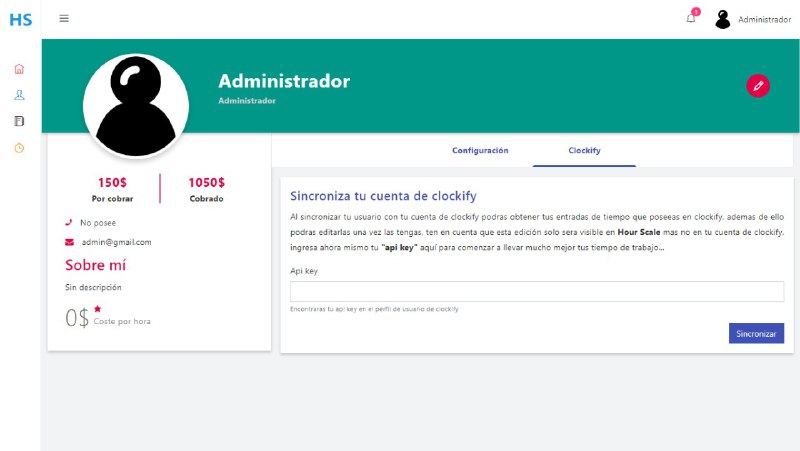 HS
1
Administrador
Administrador
Administrador
Configuración
Clockify
150$
1050$
Por cobrar
Cobrado
No posee
admin@gmail.com
Sobre mí
Sin descripción
0$
Coste por hora
Sincroniza tu cuenta de clockify
Al sincronizar tu usuario con tu cuenta de clockify podras obtener tus entradas de tiempo que poseeas en clockify, ademas de ello
podras editarlas una vez las tengas, ten en cuenta que esta edición solo sera visible en Hour Scale mas no en tu cuenta de clockify,
ingresa ahora mismo tu "api key" aquí para comenzar a llevar mucho mejor tus tiempo de trabajo...
Api key
Encontraras tu api key en el perfil de usuario de clockify
Sincronizar